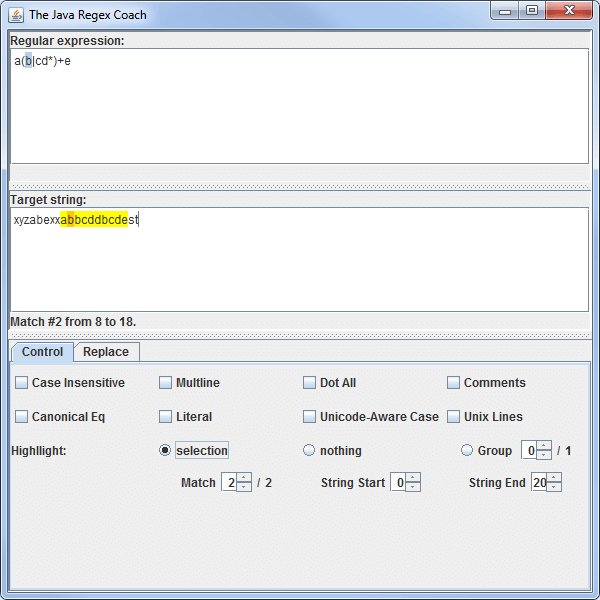 The Java Regex Coach
Regular expression:
a(b|cd*)+e
Target string:
xyzabexxabbcddbcdest
Match #2 from 8 to 18.
Control Replace
Case Insensitive Multline Dot All Comments
Canonical Eq Literal Unicode-Aware Case Unix Lines
Highllight: selection nothing Group 0 / 1
Match 2 / 2 String Start 0 String End 20